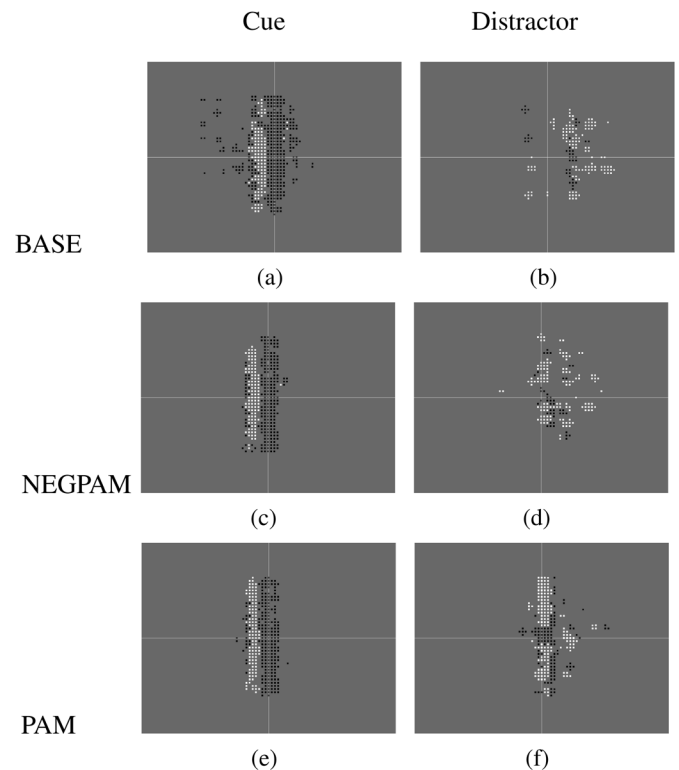 Cue Distractor
BASE
(a) (b)
NEGPAM
(c) (d)
PAM
(e) (f)